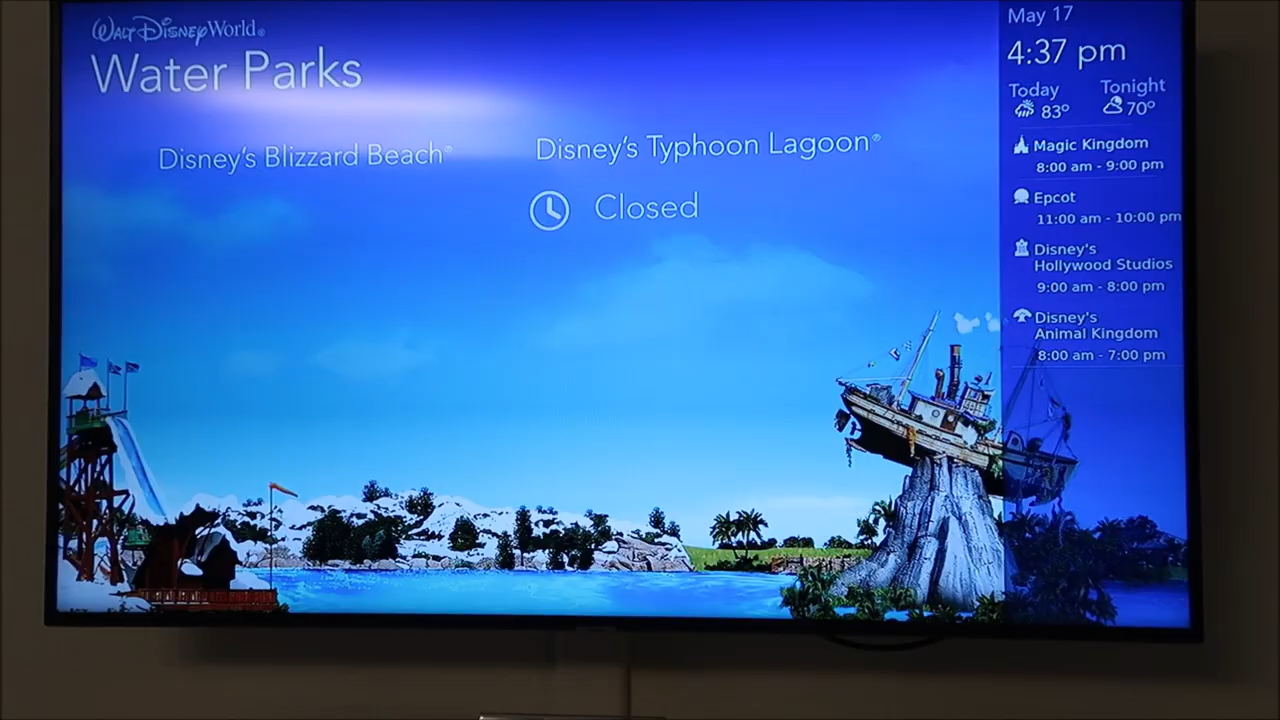 Walt Disney World®
Water Parks
Disney's Blizzard Beach®
Disney's Typhoon Lagoon®
Closed
May 17
4:37 pm
Today Tonight
83° 70°
Magic Kingdom
8:00 am - 9:00 pm
Epcot
11:00 am - 10:00 pm
Disney's
Hollywood Studios
9:00 am - 8:00 pm
Disney's
Animal Kingdom
8:00 am - 7:00 pm